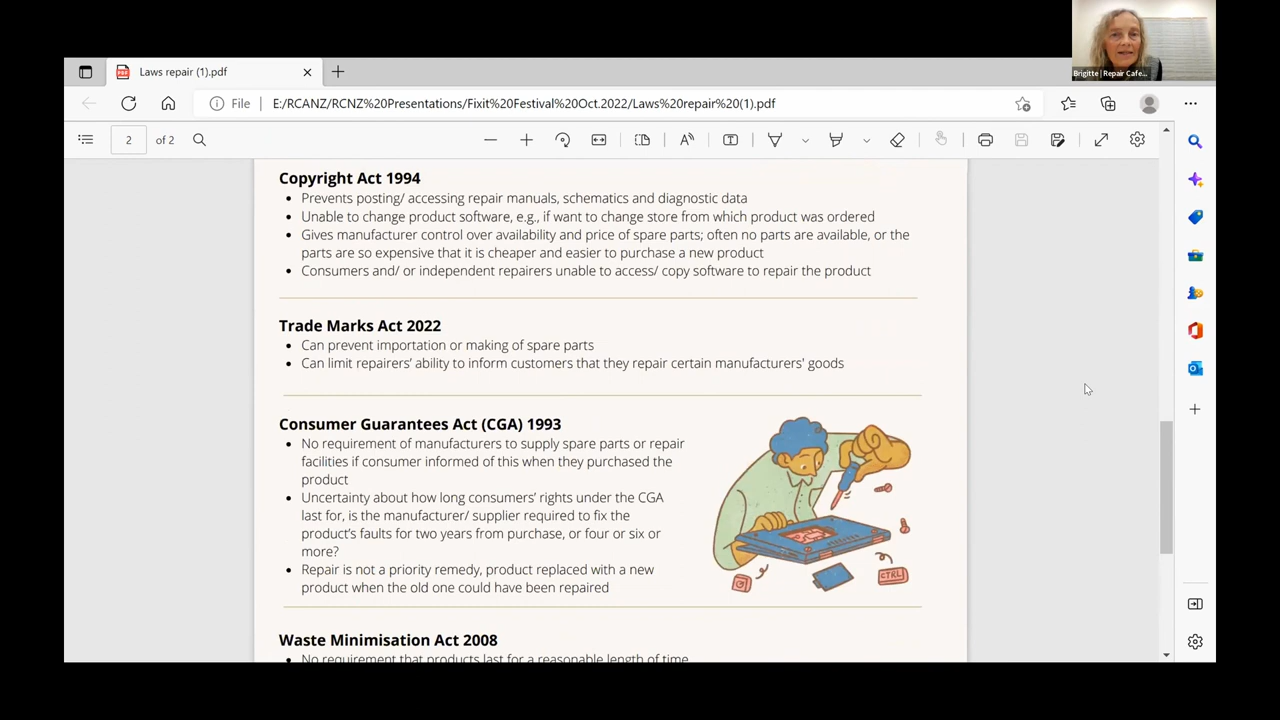 Brigitte | Repair Cafe...
Laws repair (1).pdf
File
E:/RCANZ/RCNZ%20Presentations/Fixit%20Festival%20Oct.2022/Laws%20repair%20(1).pdf
2 of 2
Copyright Act 1994
• Prevents posting/ accessing repair manuals, schematics and diagnostic data
• Unable to change product software, e.g., if want to change store from which product was ordered
• Gives manufacturer control over availability and price of spare parts; often no parts are available, or the
parts are so expensive that it is cheaper and easier to purchase a new product
• Consumers and/ or independent repairers unable to access/ copy software to repair the product
Trade Marks Act 2022
• Can prevent importation or making of spare parts
• Can limit repairers' ability to inform customers that they repair certain manufacturers' goods
Consumer Guarantees Act (CGA) 1993
• No requirement of manufacturers to supply spare parts or repair
facilities if consumer informed of this when they purchased the
product
• Uncertainty about how long consumers' rights under the CGA
last for, is the manufacturer/ supplier required to fix the
product's faults for two years from purchase, or four or six or
more?
• Repair is not a priority remedy, product replaced with a new
product when the old one could have been repaired
CTRL
Waste Minimisation Act 2008
• No requirement that products last for a reasonable length of time